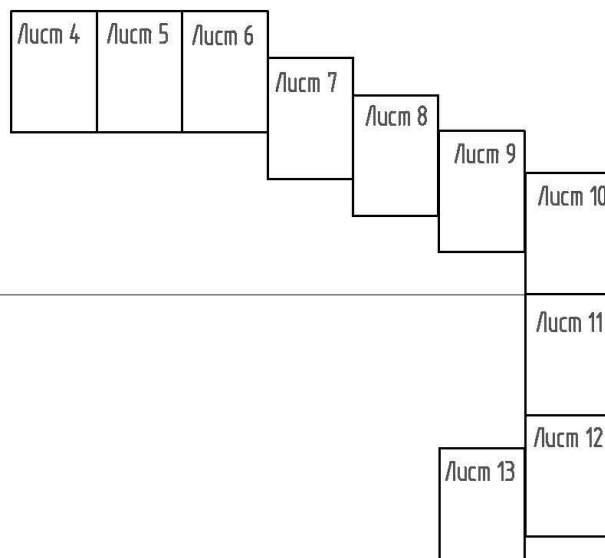 Лист 4
Лист 5
Лист 6
Лист 7
Лист 8
Лист 9
Лист 10
Лист 11
Лист 12
Лист 13